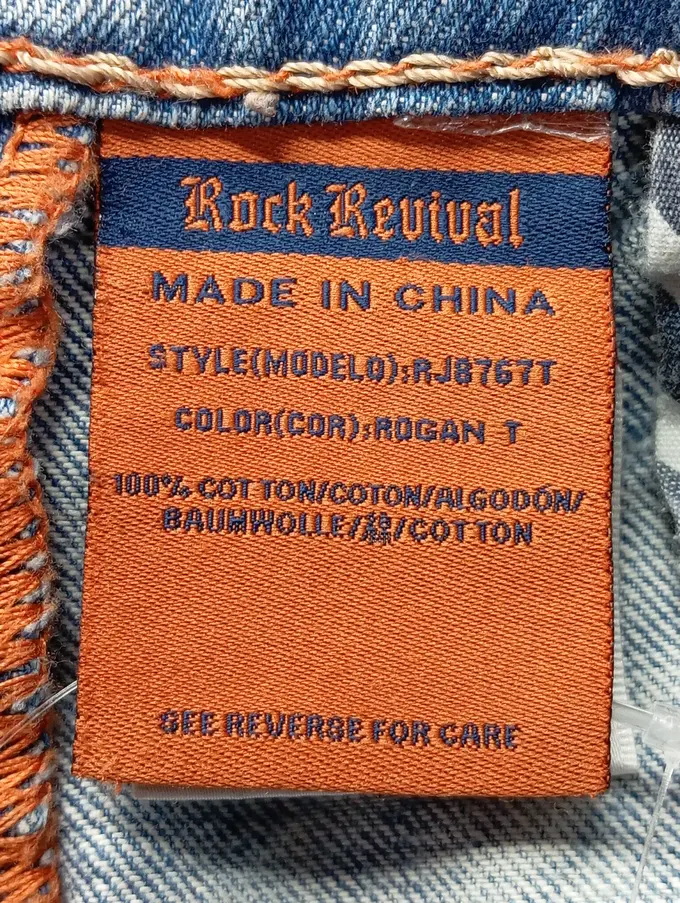 Rock Revival
MADE IN CHINA
STYLE(MODELO):RJ8767T
COLOR(COR):ROGAN T
100% COTTON/COTON/ALGODÓN/
BAUMWOLLE/棉/COTTON
SEE REVERSE FOR CARE